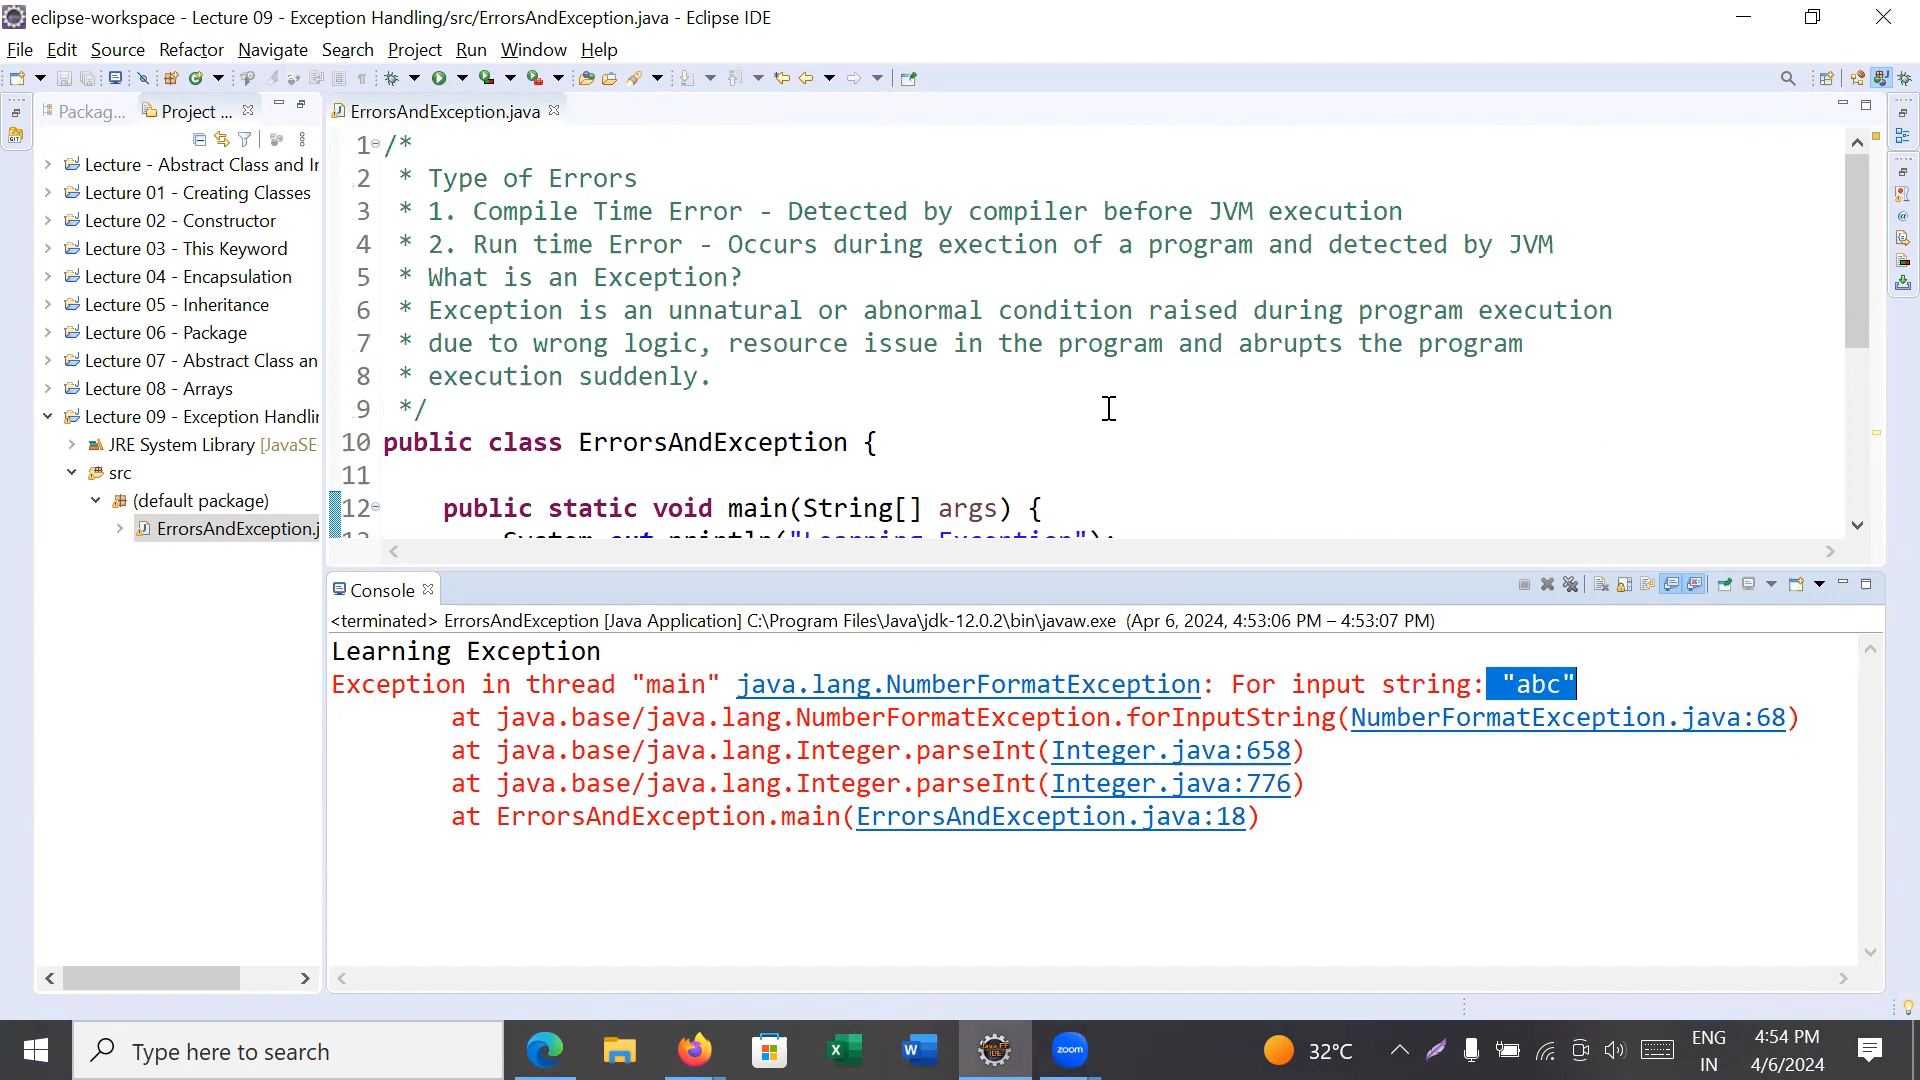 eclipse-workspace - Lecture 09 - Exception Handling/src/ErrorsAndException.java - Eclipse IDE
File Edit Source Refactor Navigate Search Project Run Window Help
Packag... Project ...
ErrorsAndException.java
Lecture - Abstract Class and In
Lecture 01 - Creating Classes
Lecture 02 - Constructor
Lecture 03 - This Keyword
Lecture 04 - Encapsulation
Lecture 05 - Inheritance
Lecture 06 - Package
Lecture 07 - Abstract Class an
Lecture 08 - Arrays
Lecture 09 - Exception Handlin
JRE System Library [JavaSE-
src
(default package)
ErrorsAndException.j
1 /*
2 * Type of Errors
3 * 1. Compile Time Error - Detected by compiler before JVM execution
4 * 2. Run time Error - Occurs during exection of a program and detected by JVM
5 * What is an Exception?
6 * Exception is an unnatural or abnormal condition raised during program execution
7 * due to wrong logic, resource issue in the program and abrupts the program
8 * execution suddenly.
9 */
10 public class ErrorsAndException {
11
12 public static void main(String[] args) {
13 System.out.println("Learning Exception");
Console
<terminated> ErrorsAndException [Java Application] C:\Program Files\Java\jdk-12.0.2\bin\javaw.exe (Apr 6, 2024, 4:53:06 PM – 4:53:07 PM)
Learning Exception
Exception in thread "main" java.lang.NumberFormatException: For input string: "abc"
at java.base/java.lang.NumberFormatException.forInputString(NumberFormatException.java:68)
at java.base/java.lang.Integer.parseInt(Integer.java:658)
at java.base/java.lang.Integer.parseInt(Integer.java:776)
at ErrorsAndException.main(ErrorsAndException.java:18)
Type here to search
zoom
32°C
ENG
IN
4:54 PM
4/6/2024